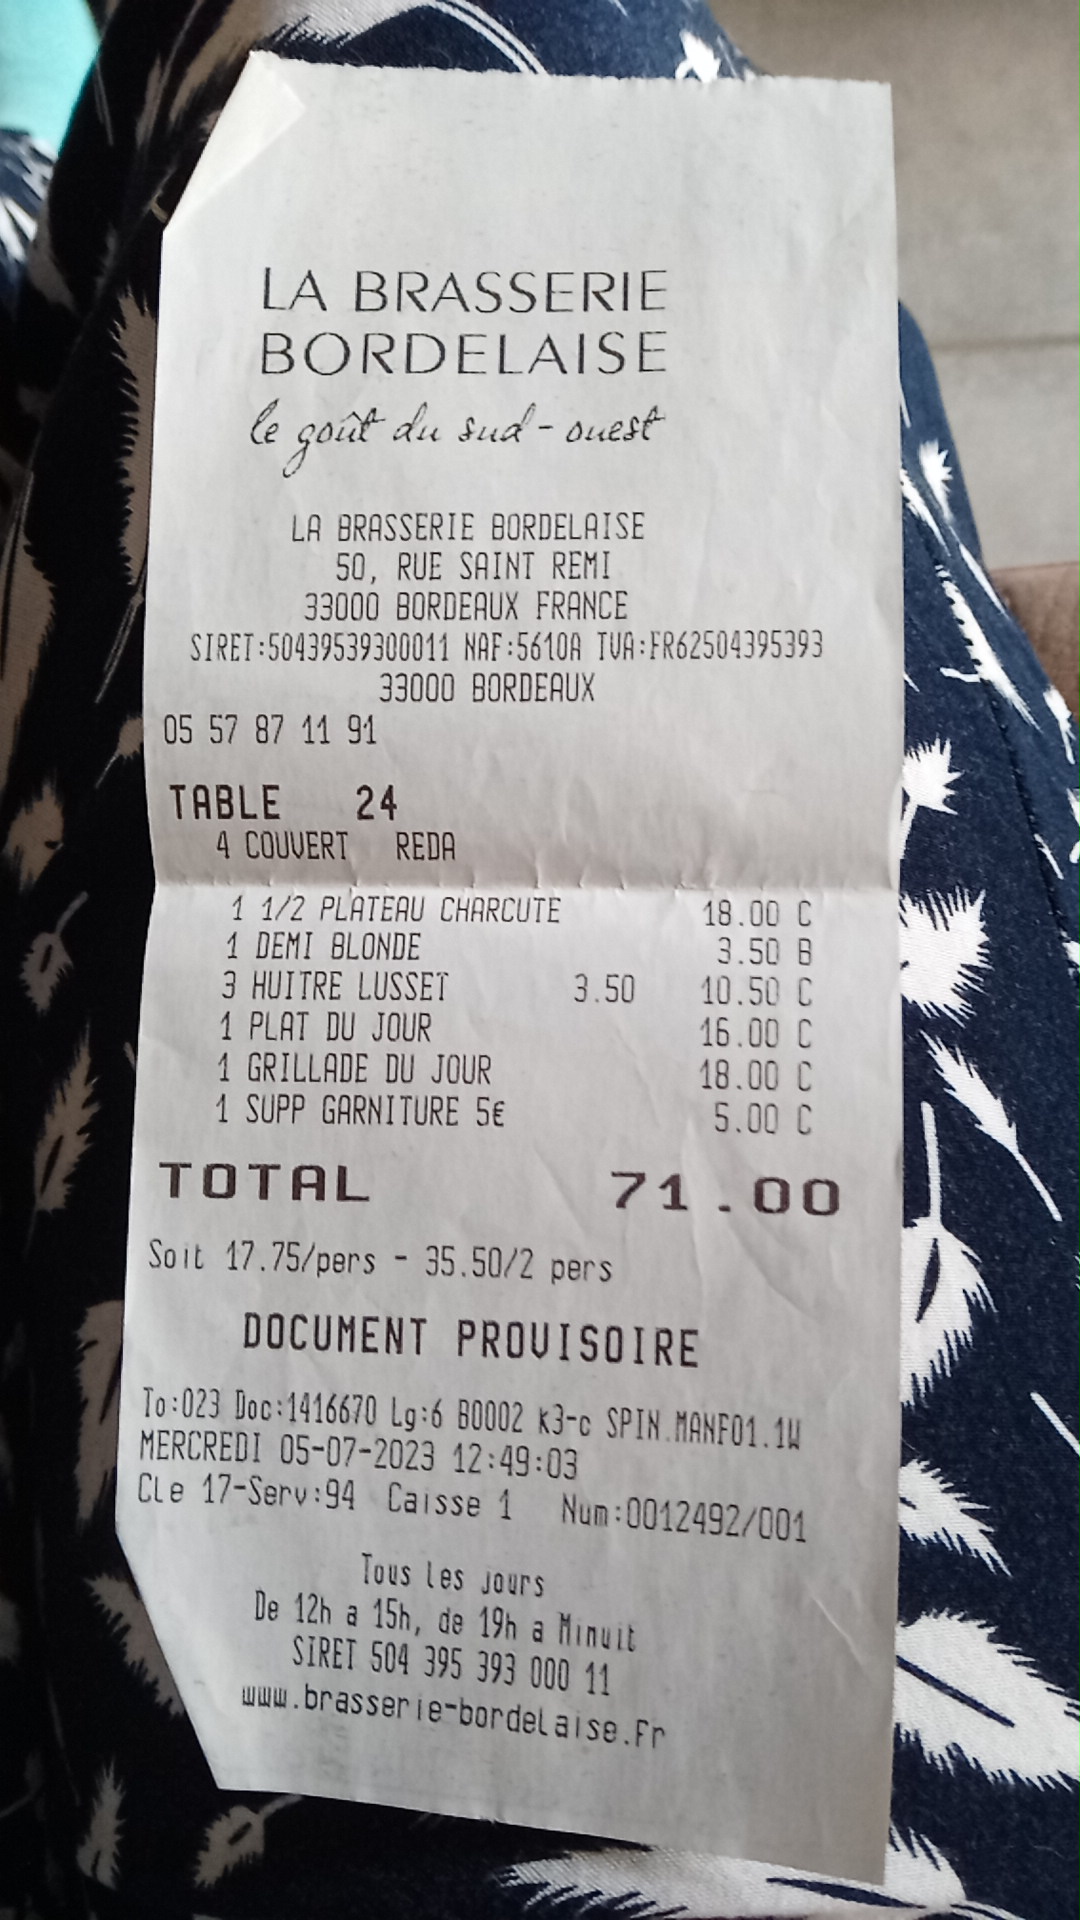 LA BRASSERIE
BORDELAISE
le goût du sud-ouest
LA BRASSERIE BORDELAISE
50, RUE SAINT REMI
33000 BORDEAUX FRANCE
SIRET:50439539300011 NAF:5610A TVA:FR62504395393
33000 BORDEAUX
05 57 87 11 91
TABLE 24
4 COUVERT REDA
1 1/2 PLATEAU CHARCUTE 18.00 C
1 DEMI BLONDE 3.50 B
3 HUITRE LUSSET 3.50 10.50 C
1 PLAT DU JOUR 16.00 C
1 GRILLADE DU JOUR 18.00 C
1 SUPP GARNITURE 5€ 5.00 C
TOTAL 71.00
Soit 17.75/pers - 35.50/2 pers
DOCUMENT PROVISOIRE
To:023 Doc:1416670 Lg:6 B0002 k3-c SPIN.MANF01.1W
MERCREDI 05-07-2023 12:49:03
Cle 17-Serv:94 Caisse 1 Num:0012492/001
Tous les jours
De 12h a 15h, de 19h a Minuit
SIRET 504 395 393 000 11
www.brasserie-bordelaise.fr